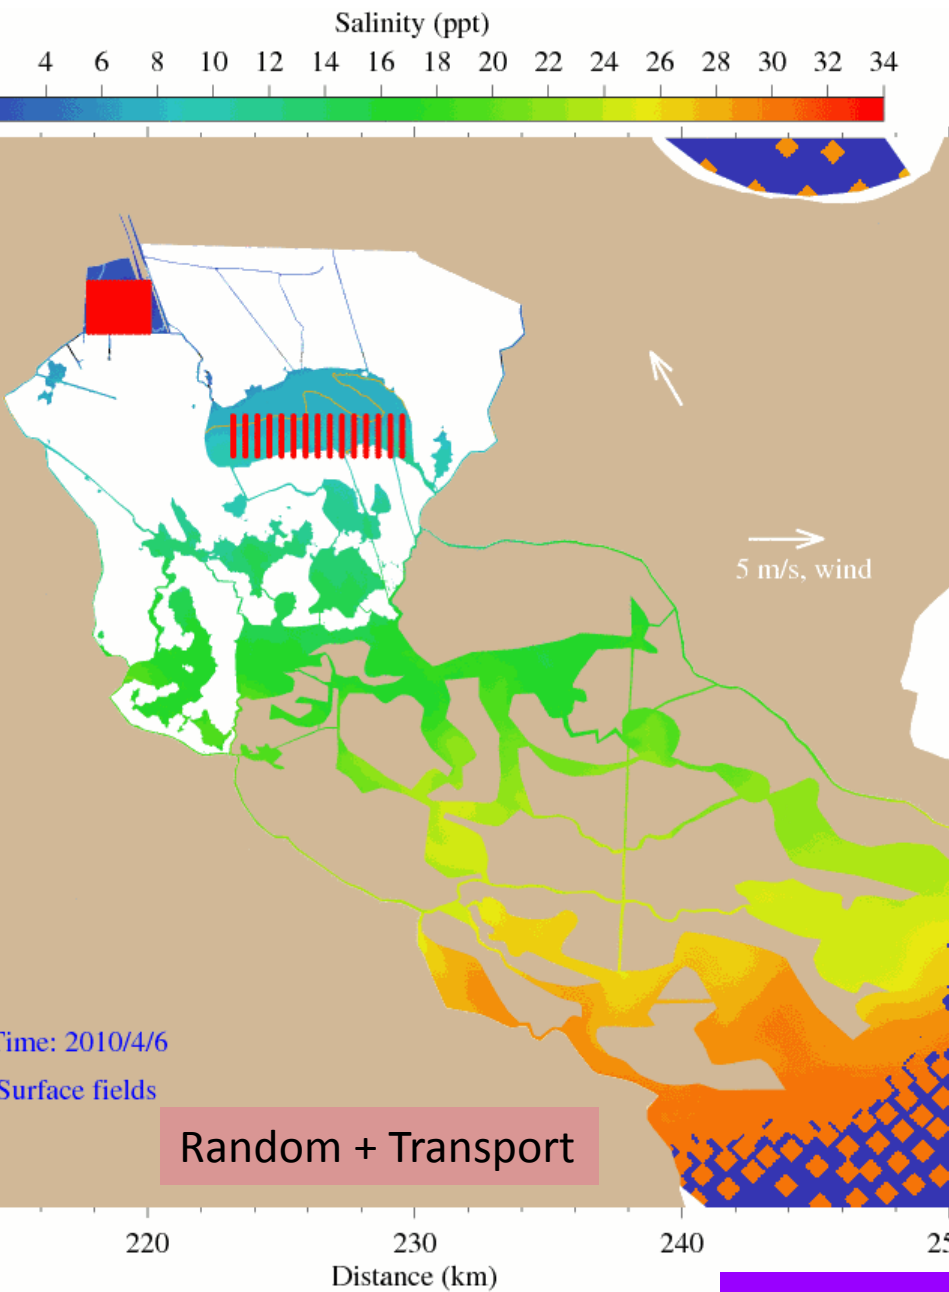 Salinity (ppt)
4 6 8 10 12 14 16 18 20 22 24 26 28 30 32 34
5 m/s, wind
Time: 2010/4/6
Surface fields
Random + Transport
220 230 240 25
Distance (km)